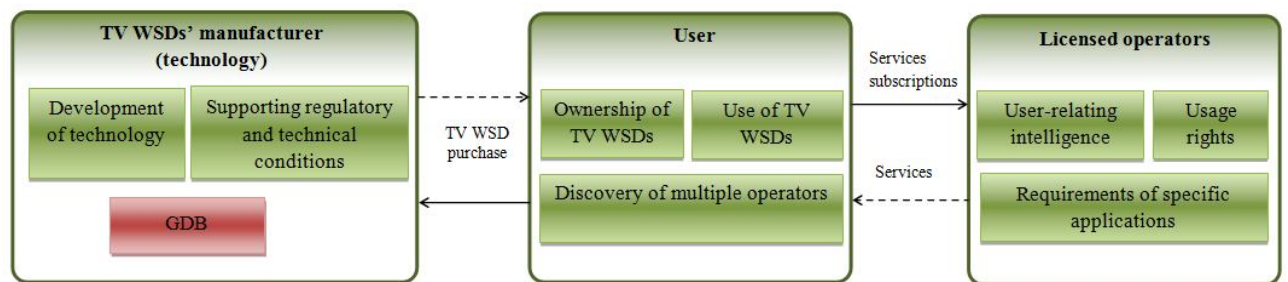 TV WSDs' manufacturer
(technology)
Development
of technology
Supporting regulatory
and technical
conditions
GDB
TV WSD
purchase
User
Ownership of
TV WSDs
Use of TV
WSDs
Discovery of multiple operators
Services
subscriptions
Services
Licensed operators
User-relating
intelligence
Usage
rights
Requirements of specific
applications